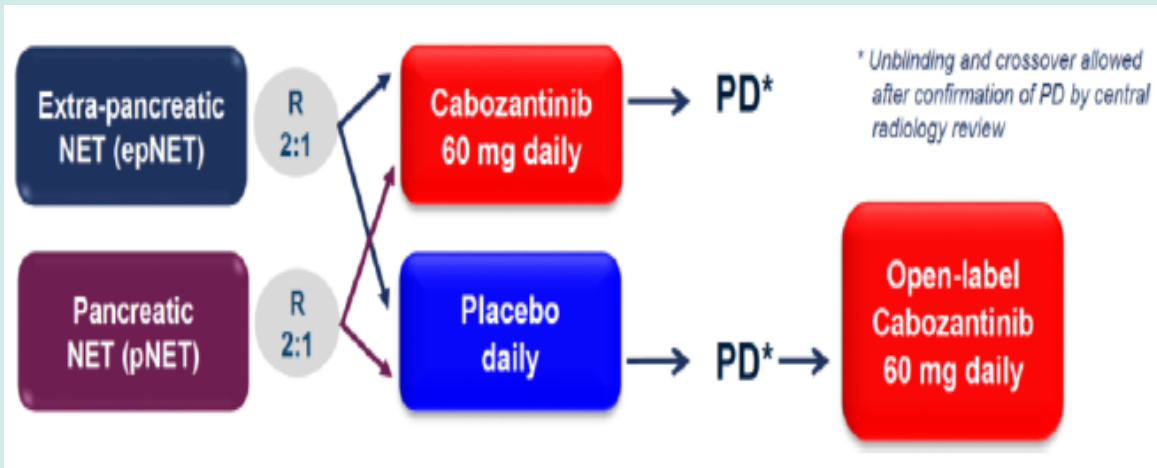 Extra-pancreatic
NET (epNET)
R
2:1
Cabozantinib
60 mg daily
PD*
* Unblinding and crossover allowed
after confirmation of PD by central
radiology review
Pancreatic
NET (pNET)
R
2:1
Placebo
daily
PD*
Open-label
Cabozantinib
60 mg daily